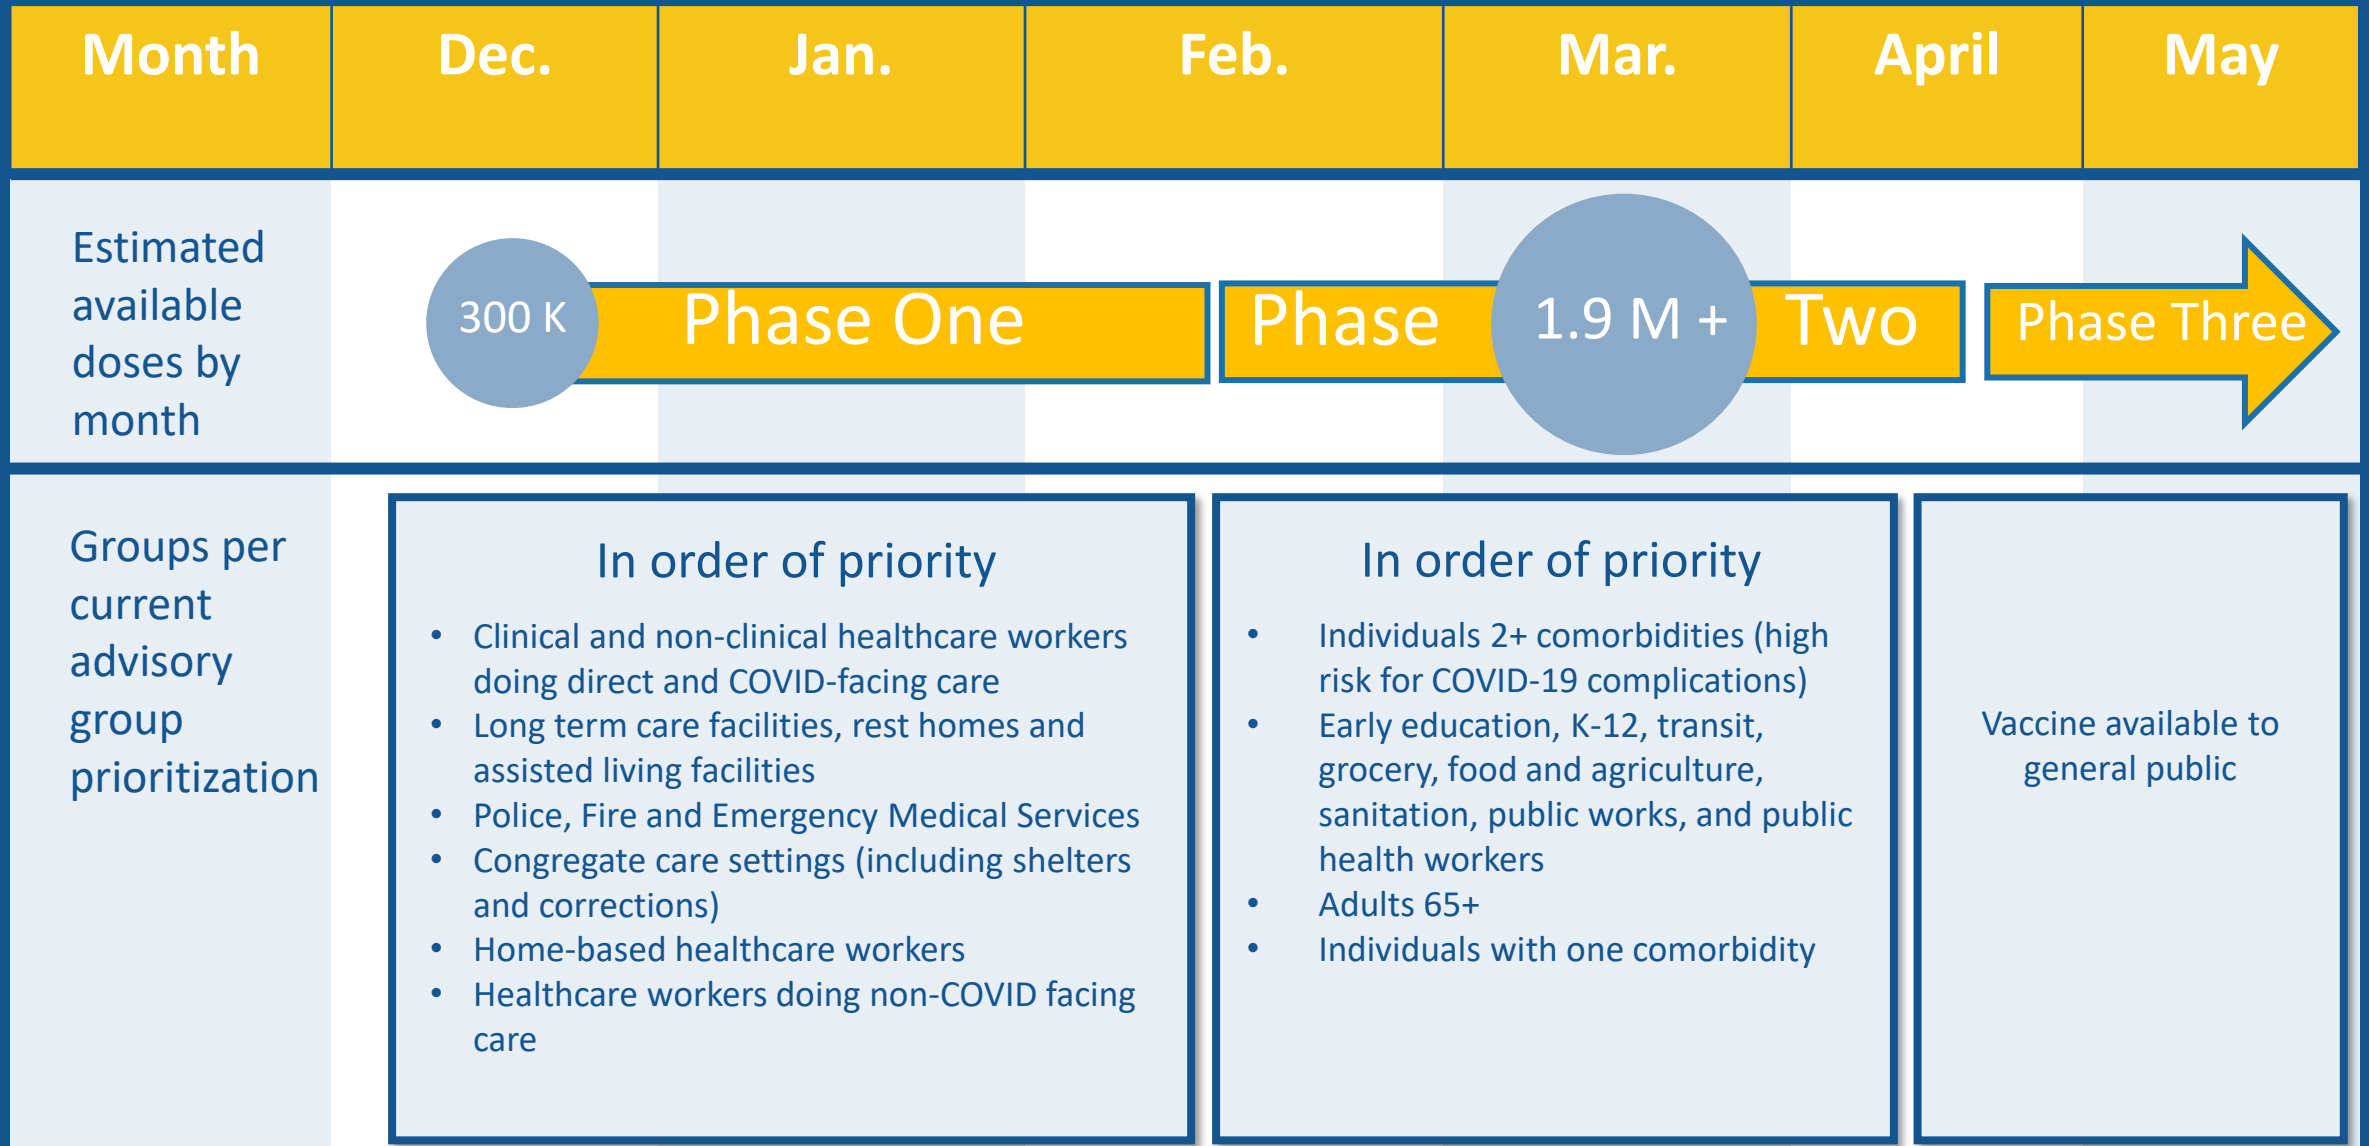 Month Dec. Jan. Feb. Mar. April May
Estimated
available
doses by
month
300 K Phase One Phase 1.9 M + Two Phase Three
Groups per
current
advisory
group
prioritization
In order of priority
• Clinical and non-clinical healthcare workers
doing direct and COVID-facing care
• Long term care facilities, rest homes and
assisted living facilities
• Police, Fire and Emergency Medical Services
• Congregate care settings (including shelters
and corrections)
• Home-based healthcare workers
• Healthcare workers doing non-COVID facing
care
In order of priority
• Individuals 2+ comorbidities (high
risk for COVID-19 complications)
• Early education, K-12, transit,
grocery, food and agriculture,
sanitation, public works, and public
health workers
• Adults 65+
• Individuals with one comorbidity
Vaccine available to
general public